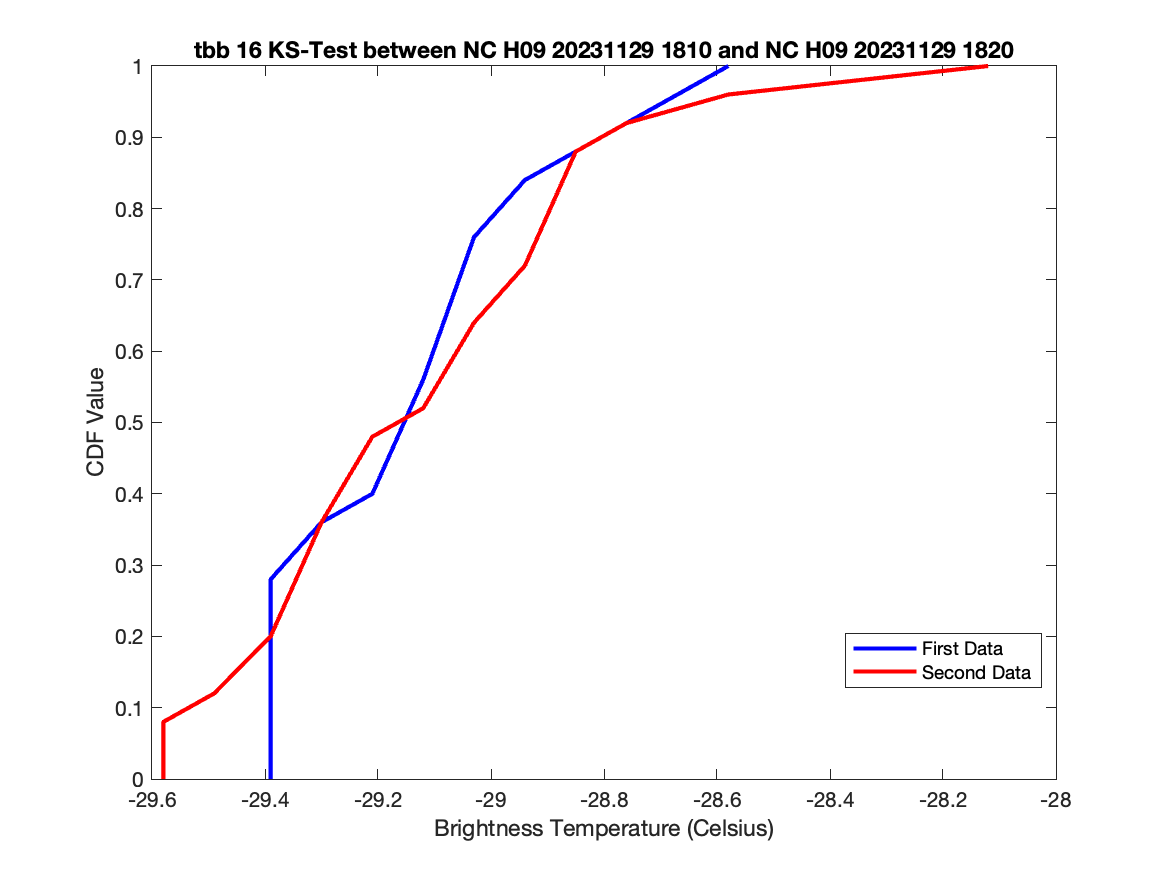 tbb 16 KS-Test between NC H09 20231129 1810 and NC H09 20231129 1820
1
0.9
0.8
0.7
0.6
0.5
0.4
0.3
0.2
0.1
0
CDF Value
First Data
Second Data
-29.6 -29.4 -29.2 -29 -28.8 -28.6 -28.4 -28.2 -28
Brightness Temperature (Celsius)